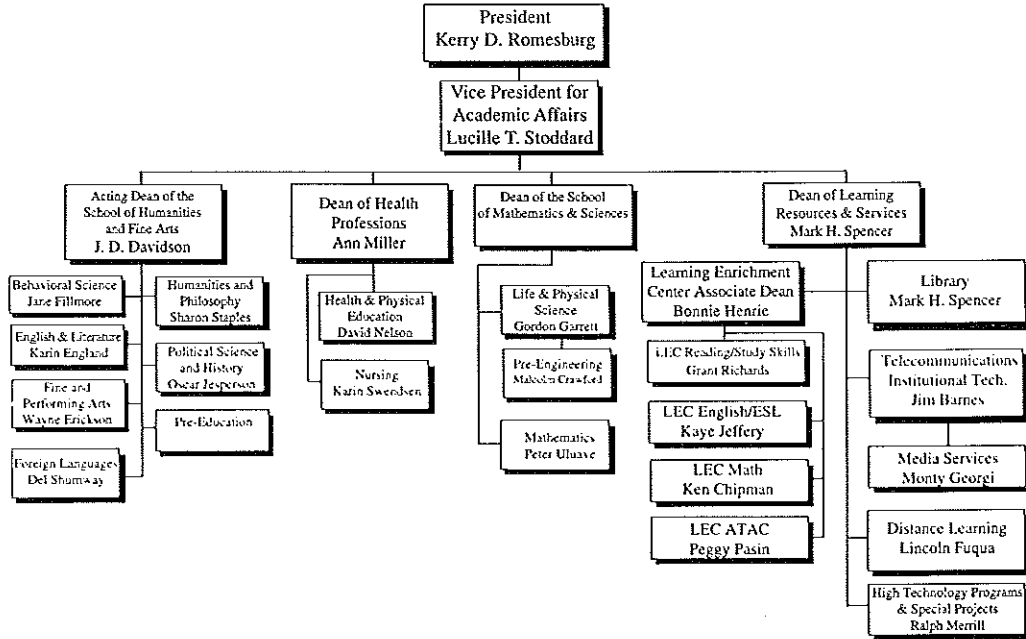 President
Kerry D. Romesburg
Vice President for
Academic Affairs
Lucille T. Stoddard
Acting Dean of the
School of Humanities
and Fine Arts
J. D. Davidson
Dean of Health
Professions
Ann Miller
Dean of the School
of Mathematics & Sciences
Dean of Learning
Resources & Services
Mark H. Spencer
Behavioral Science
Jane Fillmore
Humanities and
Philosophy
Sharon Staples
English & Literature
Karin England
Political Science
and History
Oscar Jesperson
Fine and
Performing Arts
Wayne Erickson
Pre-Education
Foreign Languages
Del Shumway
Health & Physical
Education
David Nelson
Nursing
Karin Swendsen
Life & Physical
Science
Gordon Garrett
Pre-Engineering
Malcolm Crawford
Mathematics
Peter Uluave
Learning Enrichment
Center Associate Dean
Bonnie Henrie
LEC Reading/Study Skills
Grant Richards
LEC English/ESL
Kaye Jeffery
LEC Math
Ken Chipman
LEC ATAC
Peggy Pasin
Library
Mark H. Spencer
Telecommunications
Institutional Tech.
Jim Barnes
Media Services
Monty Georgi
Distance Learning
Lincoln Fuqua
High Technology Programs
& Special Projects
Ralph Merrill